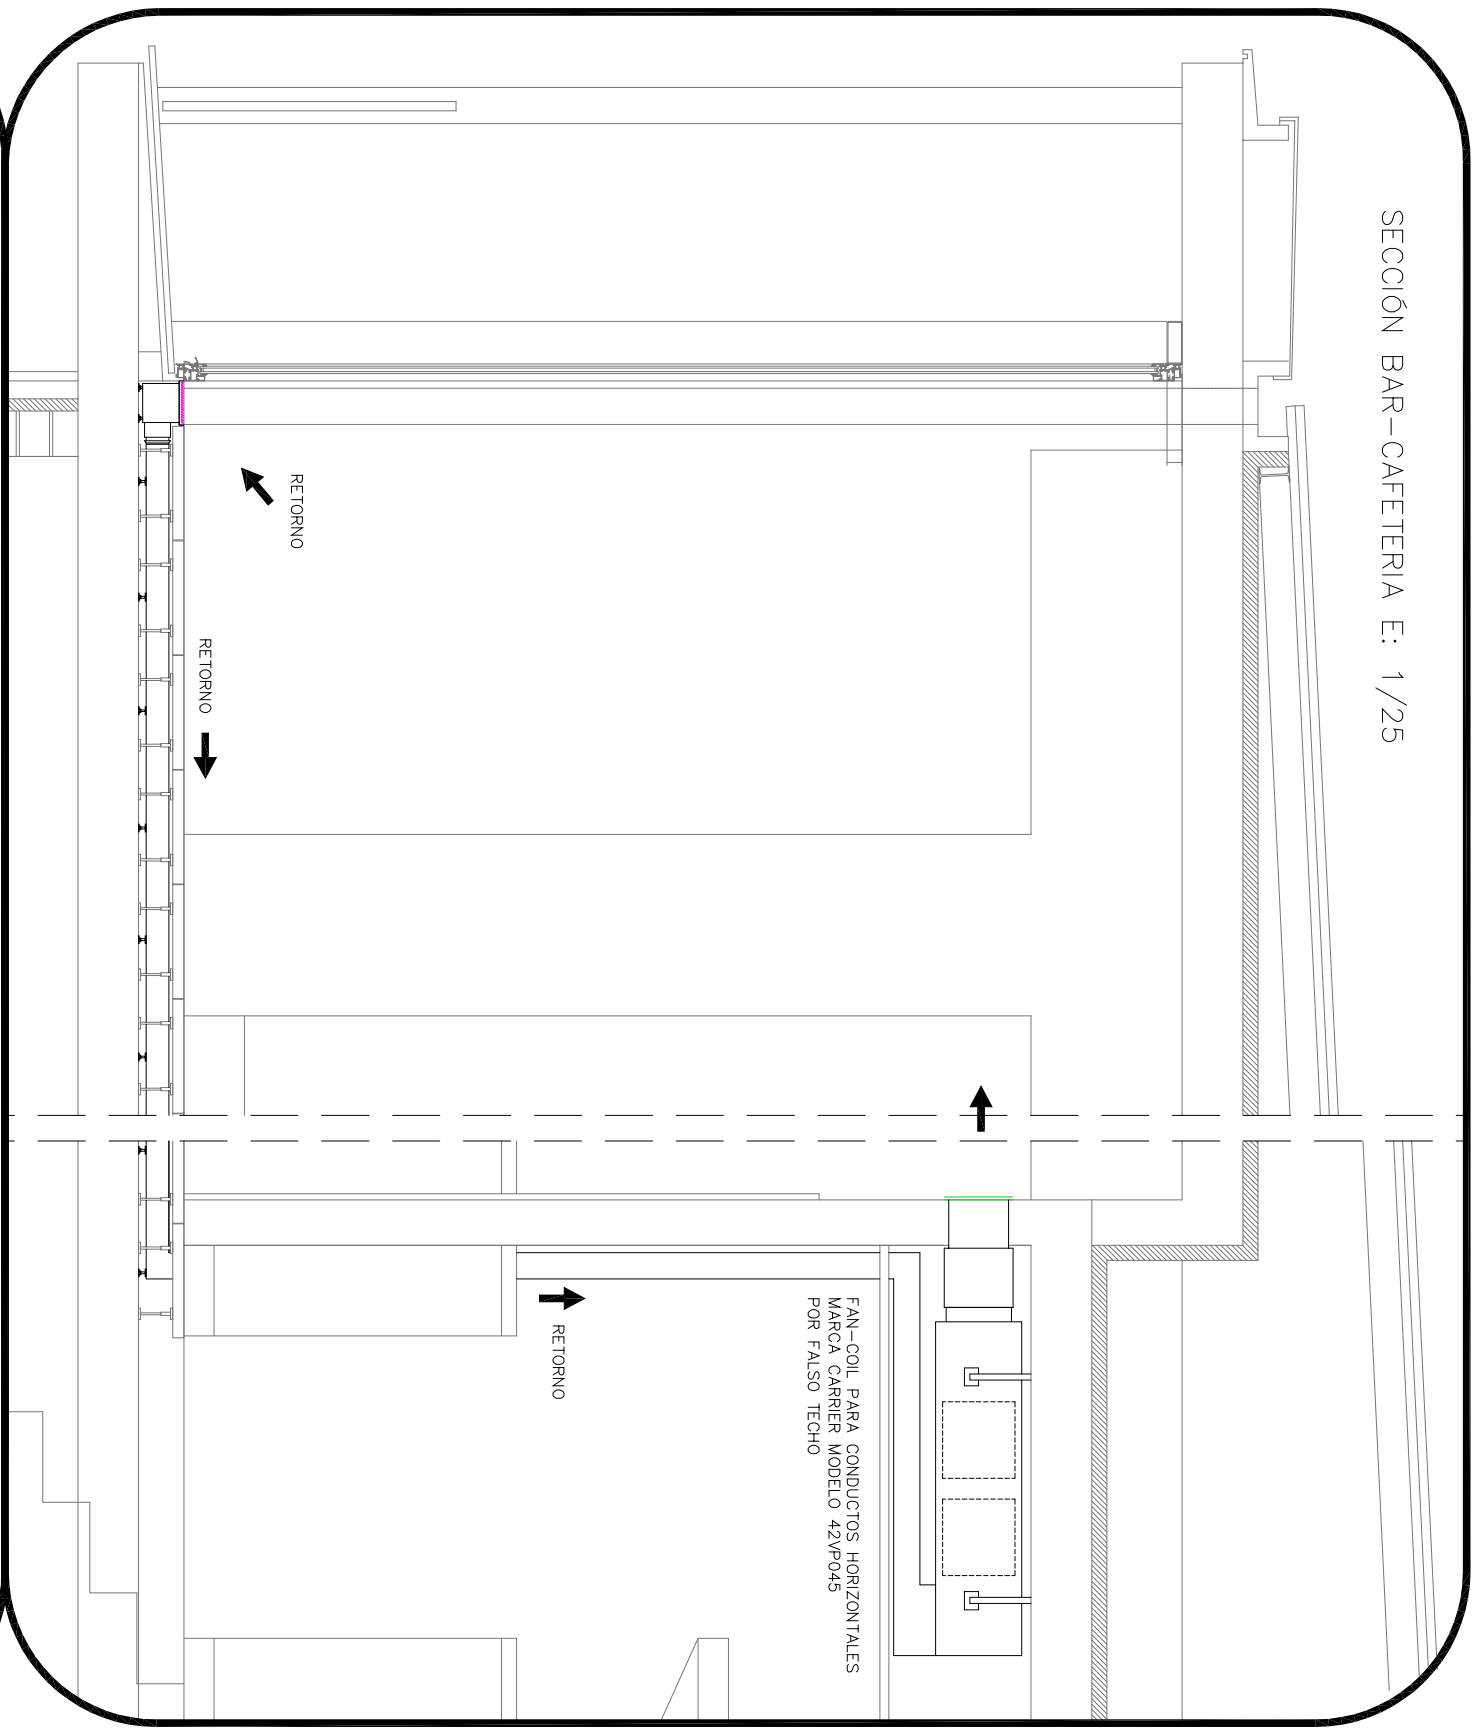 SECCIÓN BAR-CAFETERIA E: 1/25
FAN-COIL PARA CONDUCTOS HORIZONTALES
MARCA CARRIER MODELO 42VP045
POR FALSO TECHO
RETORNO
RETORNO
RETORNO